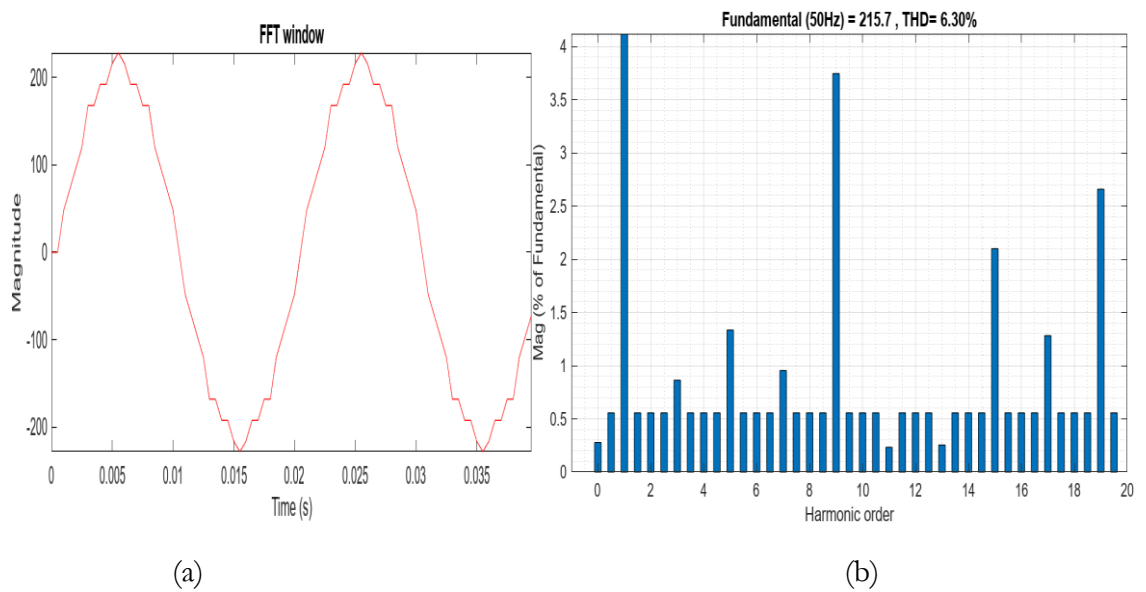 FFT window
200
100
0
-100
-200
Magnitude
0 0.005 0.01 0.015 0.02 0.025 0.03 0.035
Time (s)
(a)
Fundamental (50Hz) = 215.7 , THD= 6.30%
4
3.5
3
2.5
2
1.5
1
0.5
0
Mag (% of Fundamental)
0 2 4 6 8 10 12 14 16 18 20
Harmonic order
(b)